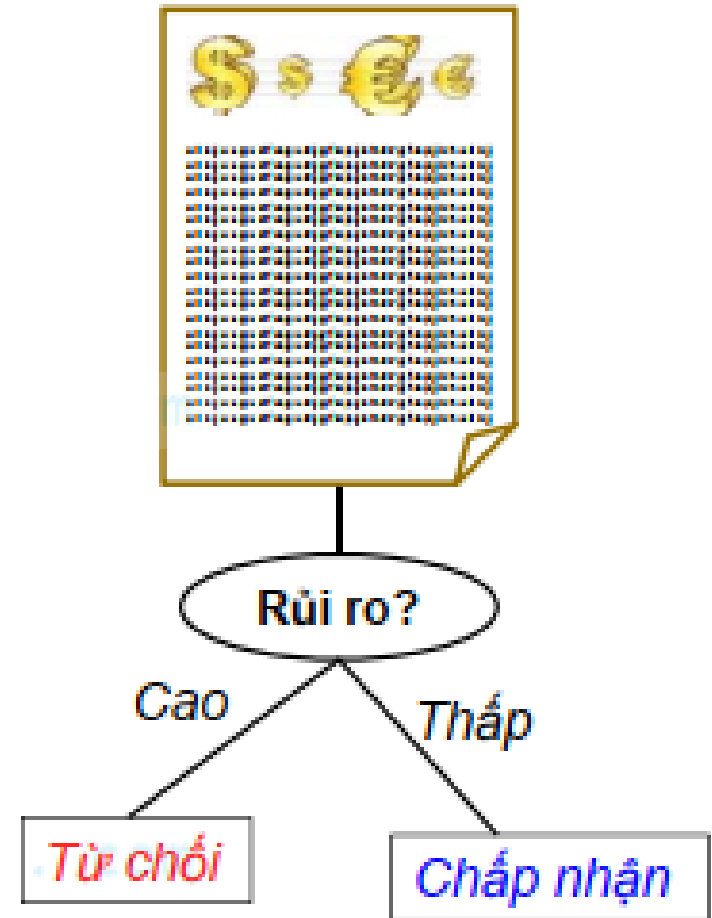 $ $ € €
Rủi ro?
Cao
Thấp
Từ chối
Chấp nhận